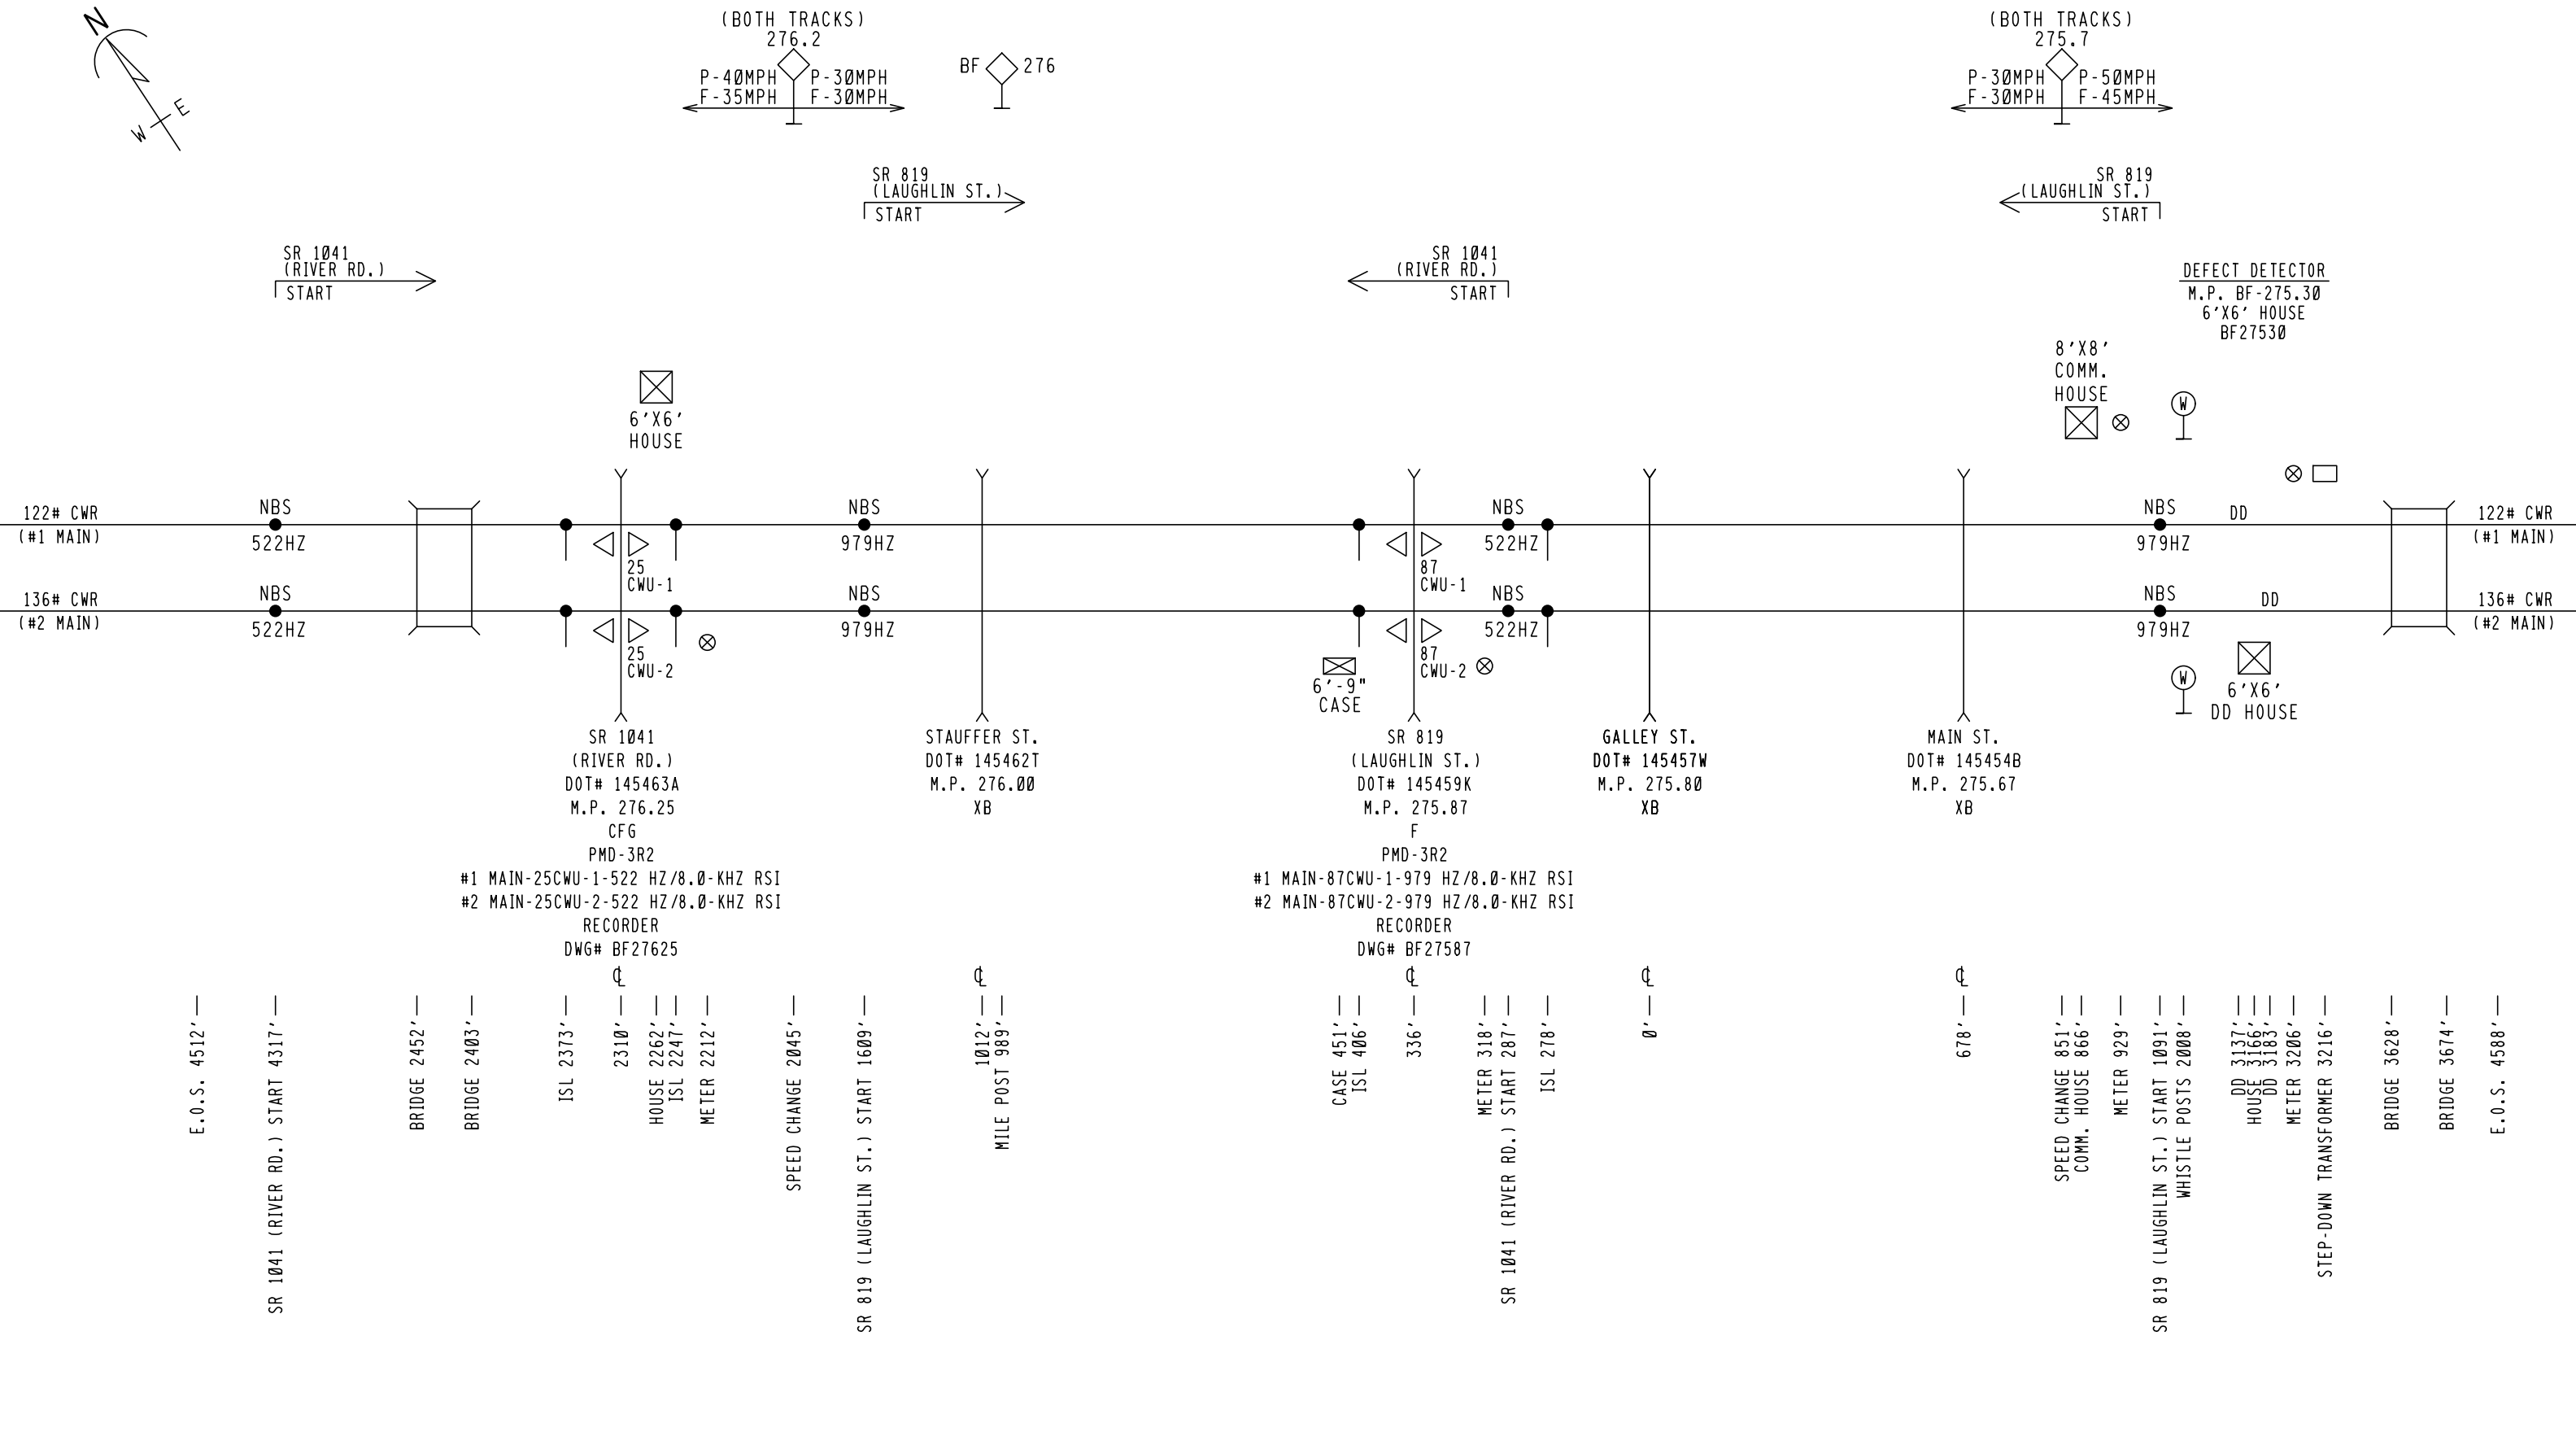 N
W E
(BOTH TRACKS)
276.2
P-40MPH P-30MPH
F-35MPH F-30MPH
BF 276
(BOTH TRACKS)
275.7
P-30MPH P-50MPH
F-30MPH F-45MPH
SR 819
(LAUGHLIN ST.)
START
SR 819
(LAUGHLIN ST.)
START
SR 1041
(RIVER RD.)
START
SR 1041
(RIVER RD.)
START
DEFECT DETECTOR
M.P. BF-275.30
6'X6' HOUSE
BF27530
8'X8'
COMM.
HOUSE
W
6'X6'
HOUSE
122# CWR
(#1 MAIN)
NBS
522HZ
NBS
979HZ
NBS
522HZ
NBS
979HZ
DD
122# CWR
(#1 MAIN)
25
CWU-1
87
CWU-1
136# CWR
(#2 MAIN)
NBS
522HZ
NBS
979HZ
NBS
522HZ
NBS
979HZ
DD
136# CWR
(#2 MAIN)
25
CWU-2
87
CWU-2
6'-9"
CASE
W
6'X6'
DD HOUSE
SR 1041
(RIVER RD.)
DOT# 145463A
M.P. 276.25
CFG
PMD-3R2
#1 MAIN-25CWU-1-522 HZ/8.0-KHZ RSI
#2 MAIN-25CWU-2-522 HZ/8.0-KHZ RSI
RECORDER
DWG# BF27625
STAUFFER ST.
DOT# 145462T
M.P. 276.00
XB
SR 819
(LAUGHLIN ST.)
DOT# 145459K
M.P. 275.87
F
PMD-3R2
#1 MAIN-87CWU-1-979 HZ/8.0-KHZ RSI
#2 MAIN-87CWU-2-979 HZ/8.0-KHZ RSI
RECORDER
DWG# BF27587
GALLEY ST.
DOT# 145457W
M.P. 275.80
XB
MAIN ST.
DOT# 145454B
M.P. 275.67
XB
℄ ℄ ℄ ℄ ℄
E.O.S. 4512'
SR 1041 (RIVER RD.) START 4317'
BRIDGE 2452'
BRIDGE 2403'
ISL 2373'
2310'
HOUSE 2262'
ISL 2247'
METER 2212'
SPEED CHANGE 2045'
SR 819 (LAUGHLIN ST.) START 1609'
1012'
MILE POST 989'
CASE 451'
ISL 406'
336'
METER 318'
SR 1041 (RIVER RD.) START 287'
ISL 278'
0'
678'
SPEED CHANGE 851'
COMM. HOUSE 866'
METER 929'
SR 819 (LAUGHLIN ST.) START 1091'
WHISTLE POSTS 2008'
DD 3137'
HOUSE 3166'
DD 3183'
METER 3206'
STEP-DOWN TRANSFORMER 3216'
BRIDGE 3628'
BRIDGE 3674'
E.O.S. 4588'